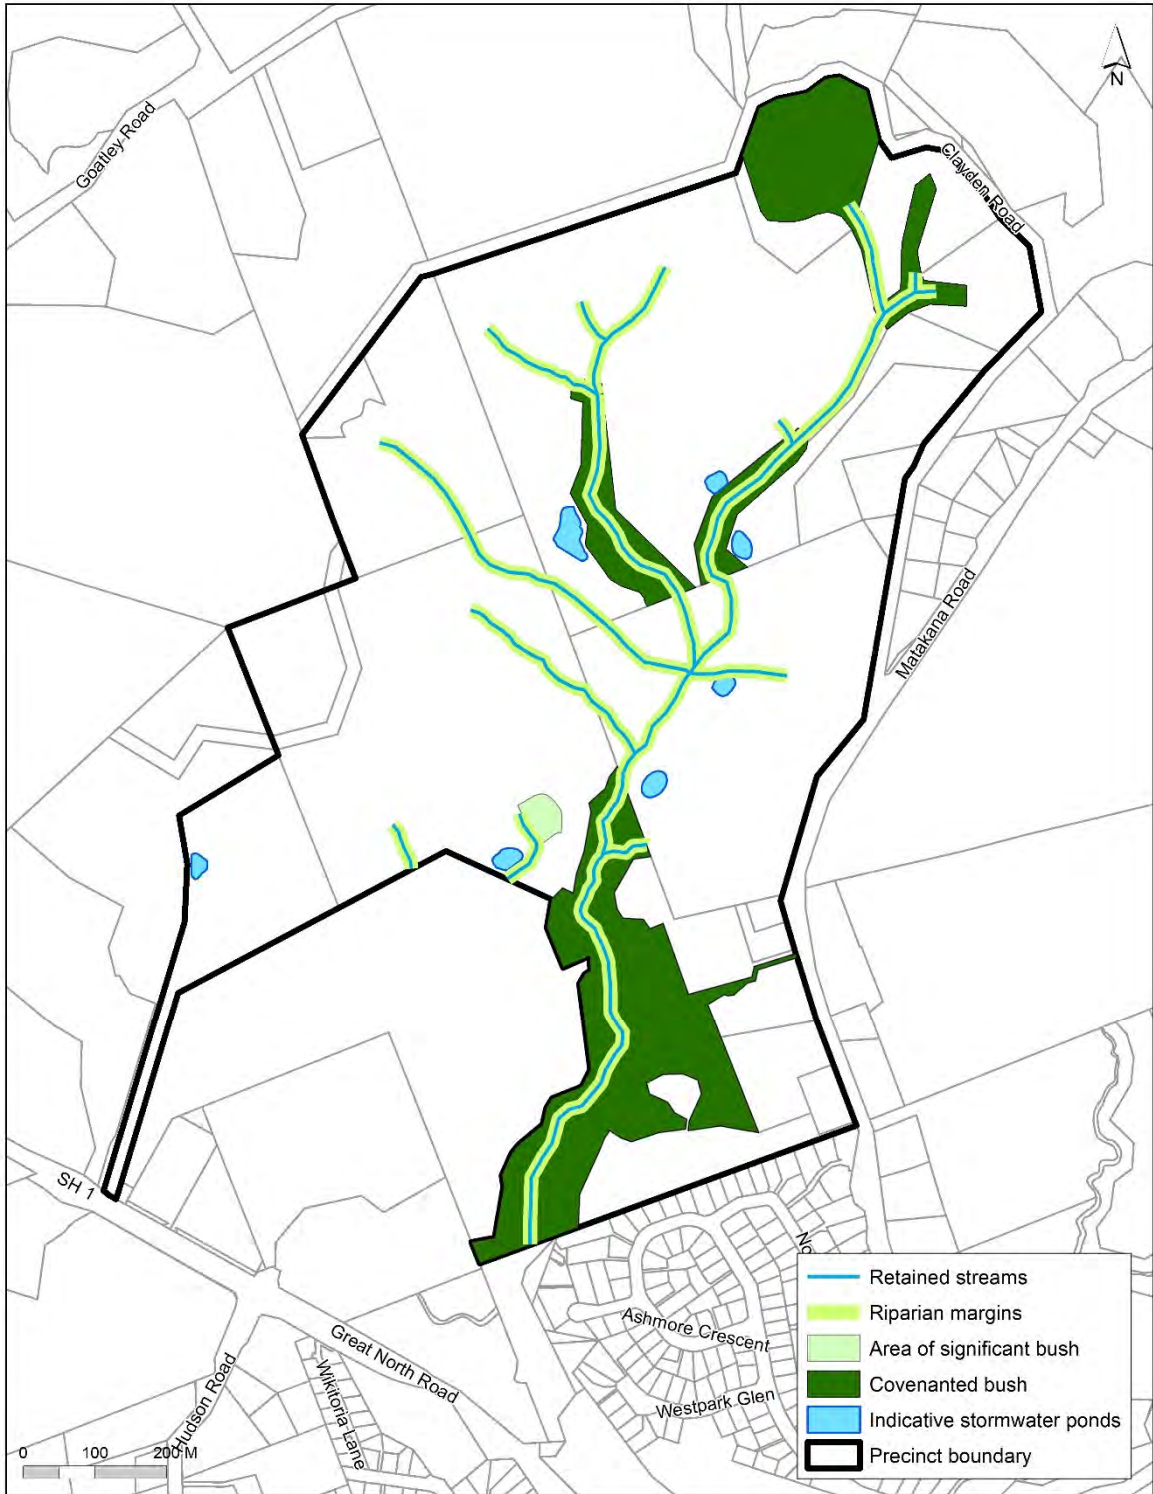 N
Goatley Road
Clayden Road
Matakana Road
SH 1
Great North Road
Hudson Road
Wikitoria Lane
Ashmore Crescent
Westpark Glen
No
0 100 200 M
Retained streams
Riparian margins
Area of significant bush
Covenanted bush
Indicative stormwater ponds
Precinct boundary